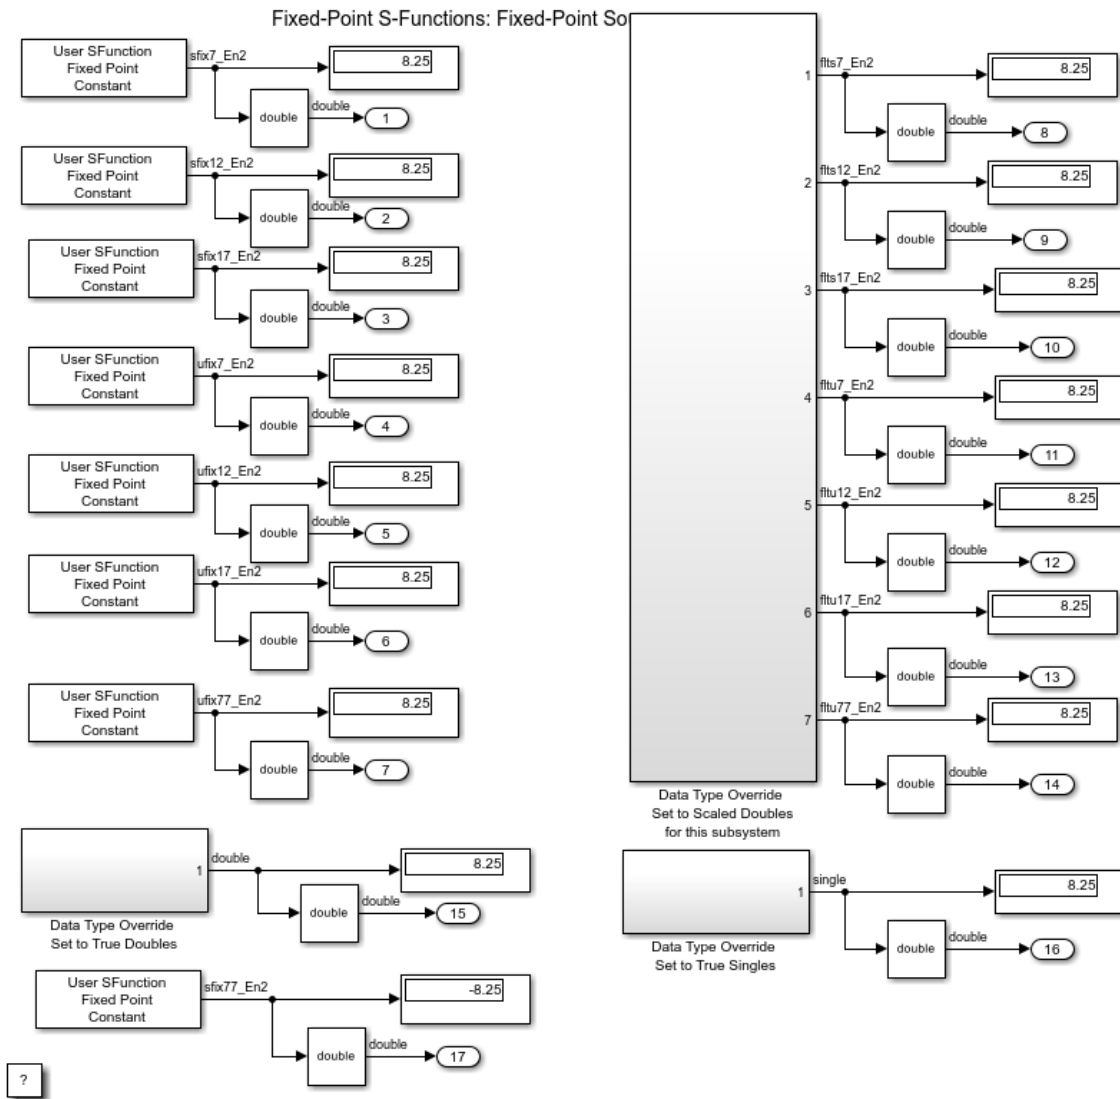 Fixed-Point S-Functions: Fixed-Point So
User SFunction
Fixed Point
Constant
sfix7_En2
8.25
double
double
1
User SFunction
Fixed Point
Constant
sfix12_En2
8.25
double
double
2
User SFunction
Fixed Point
Constant
sfix17_En2
8.25
double
double
3
User SFunction
Fixed Point
Constant
ufix7_En2
8.25
double
double
4
User SFunction
Fixed Point
Constant
ufix12_En2
8.25
double
double
5
User SFunction
Fixed Point
Constant
ufix17_En2
8.25
double
double
6
User SFunction
Fixed Point
Constant
ufix77_En2
8.25
double
double
7
1
flts7_En2
8.25
double
double
8
2
flts12_En2
8.25
double
double
9
3
flts17_En2
8.25
double
double
10
4
fltu7_En2
8.25
double
double
11
5
fltu12_En2
8.25
double
double
12
6
fltu17_En2
8.25
double
double
13
7
fltu77_En2
8.25
double
double
14
Data Type Override
Set to Scaled Doubles
for this subsystem
1
double
8.25
double
double
15
Data Type Override
Set to True Doubles
1
single
8.25
double
double
16
Data Type Override
Set to True Singles
User SFunction
Fixed Point
Constant
sfix77_En2
-8.25
double
double
17
?